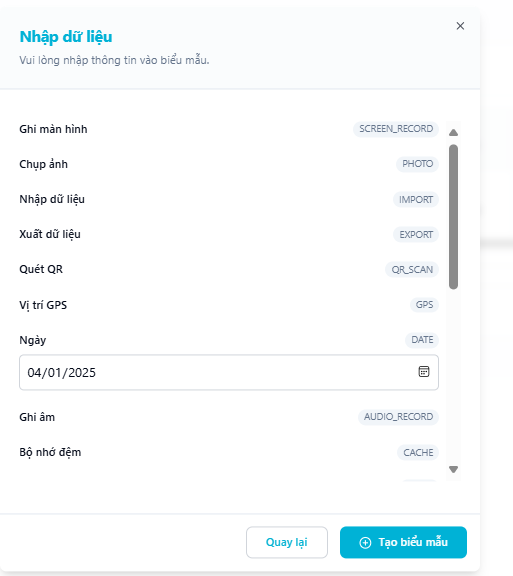 Nhập dữ liệu
Vui lòng nhập thông tin vào biểu mẫu.
Ghi màn hình SCREEN_RECORD
Chụp ảnh PHOTO
Nhập dữ liệu IMPORT
Xuất dữ liệu EXPORT
Quét QR QR_SCAN
Vị trí GPS GPS
Ngày DATE
04/01/2025
Ghi âm AUDIO_RECORD
Bộ nhớ đệm CACHE
Quay lại Tạo biểu mẫu